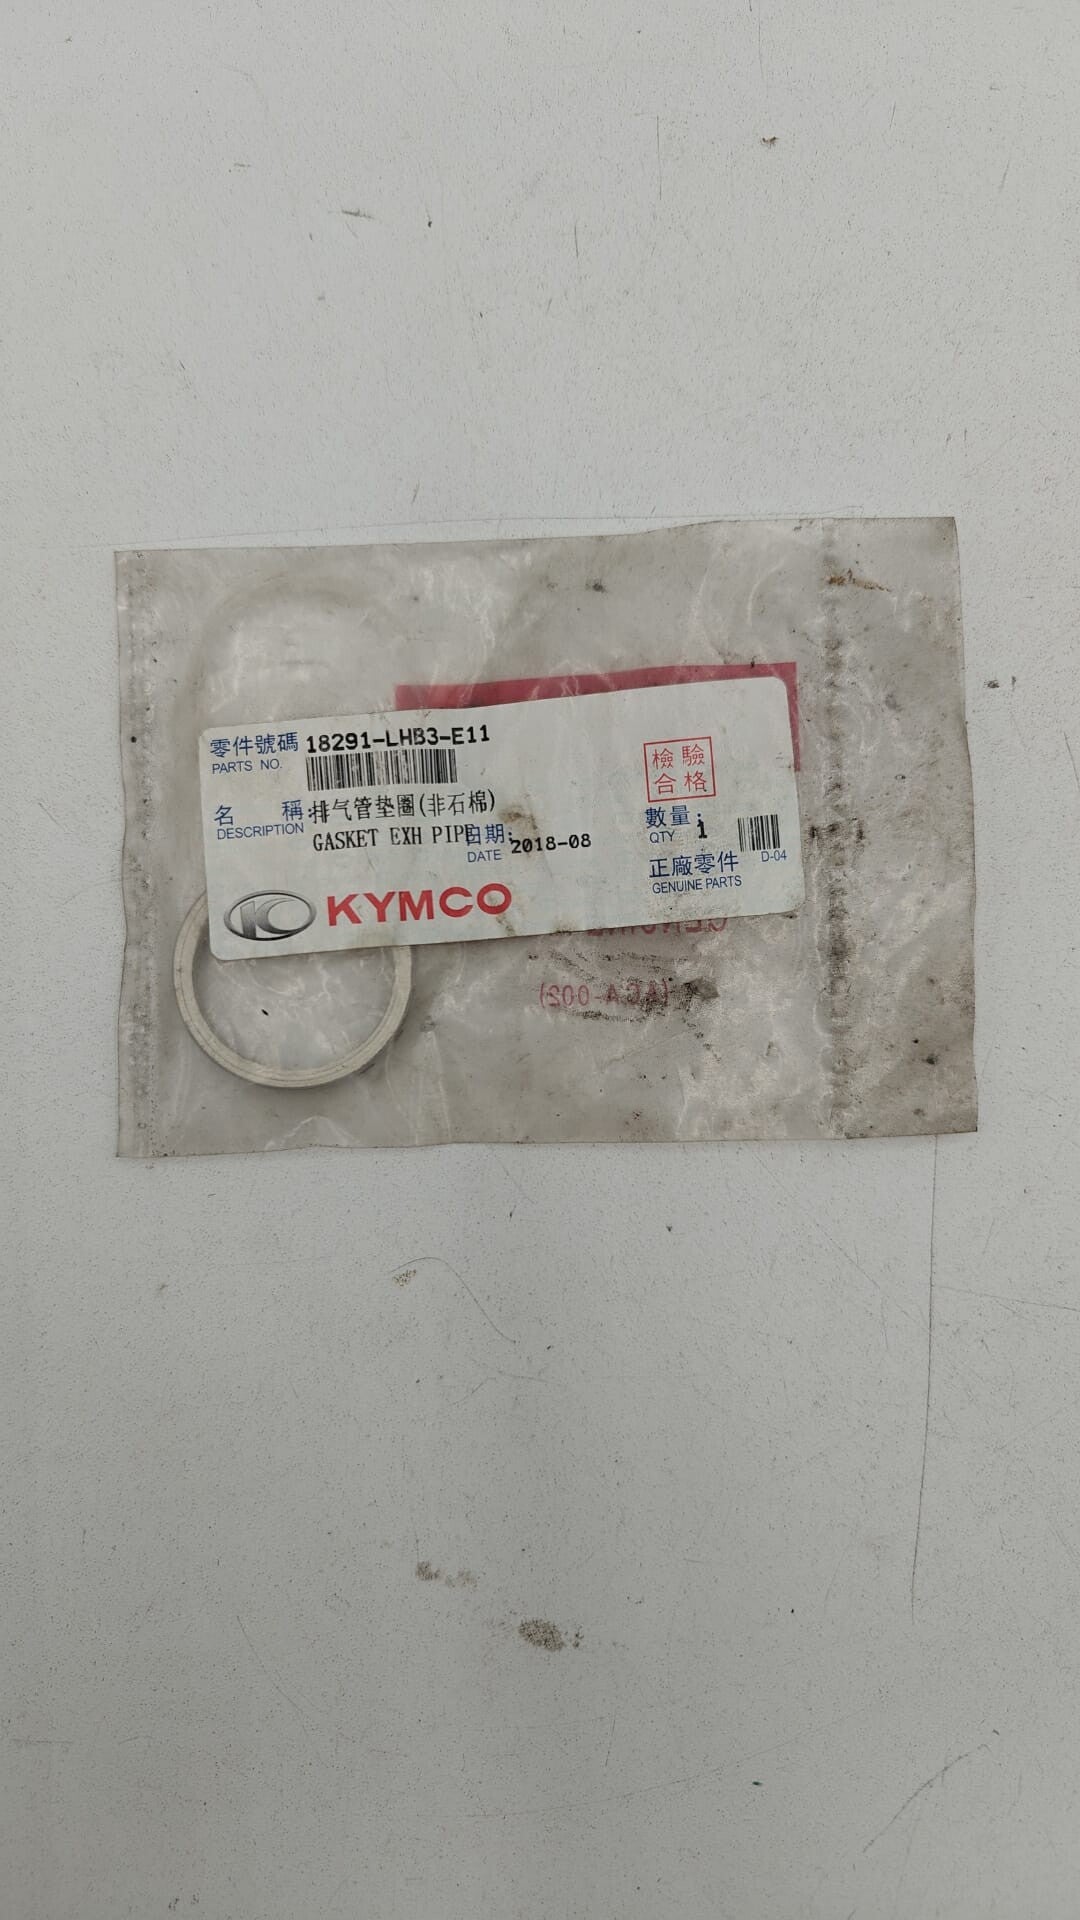 零件號碼 18291-LHB3-E11
PARTS NO.
檢驗
合格
名 稱:排气管垫圈(非石棉)
DESCRIPTION GASKET EXH PIPE
日期: 2018-08
DATE
數量: 1
QTY
D-04
正廠零件
GENUINE PARTS
KYMCO